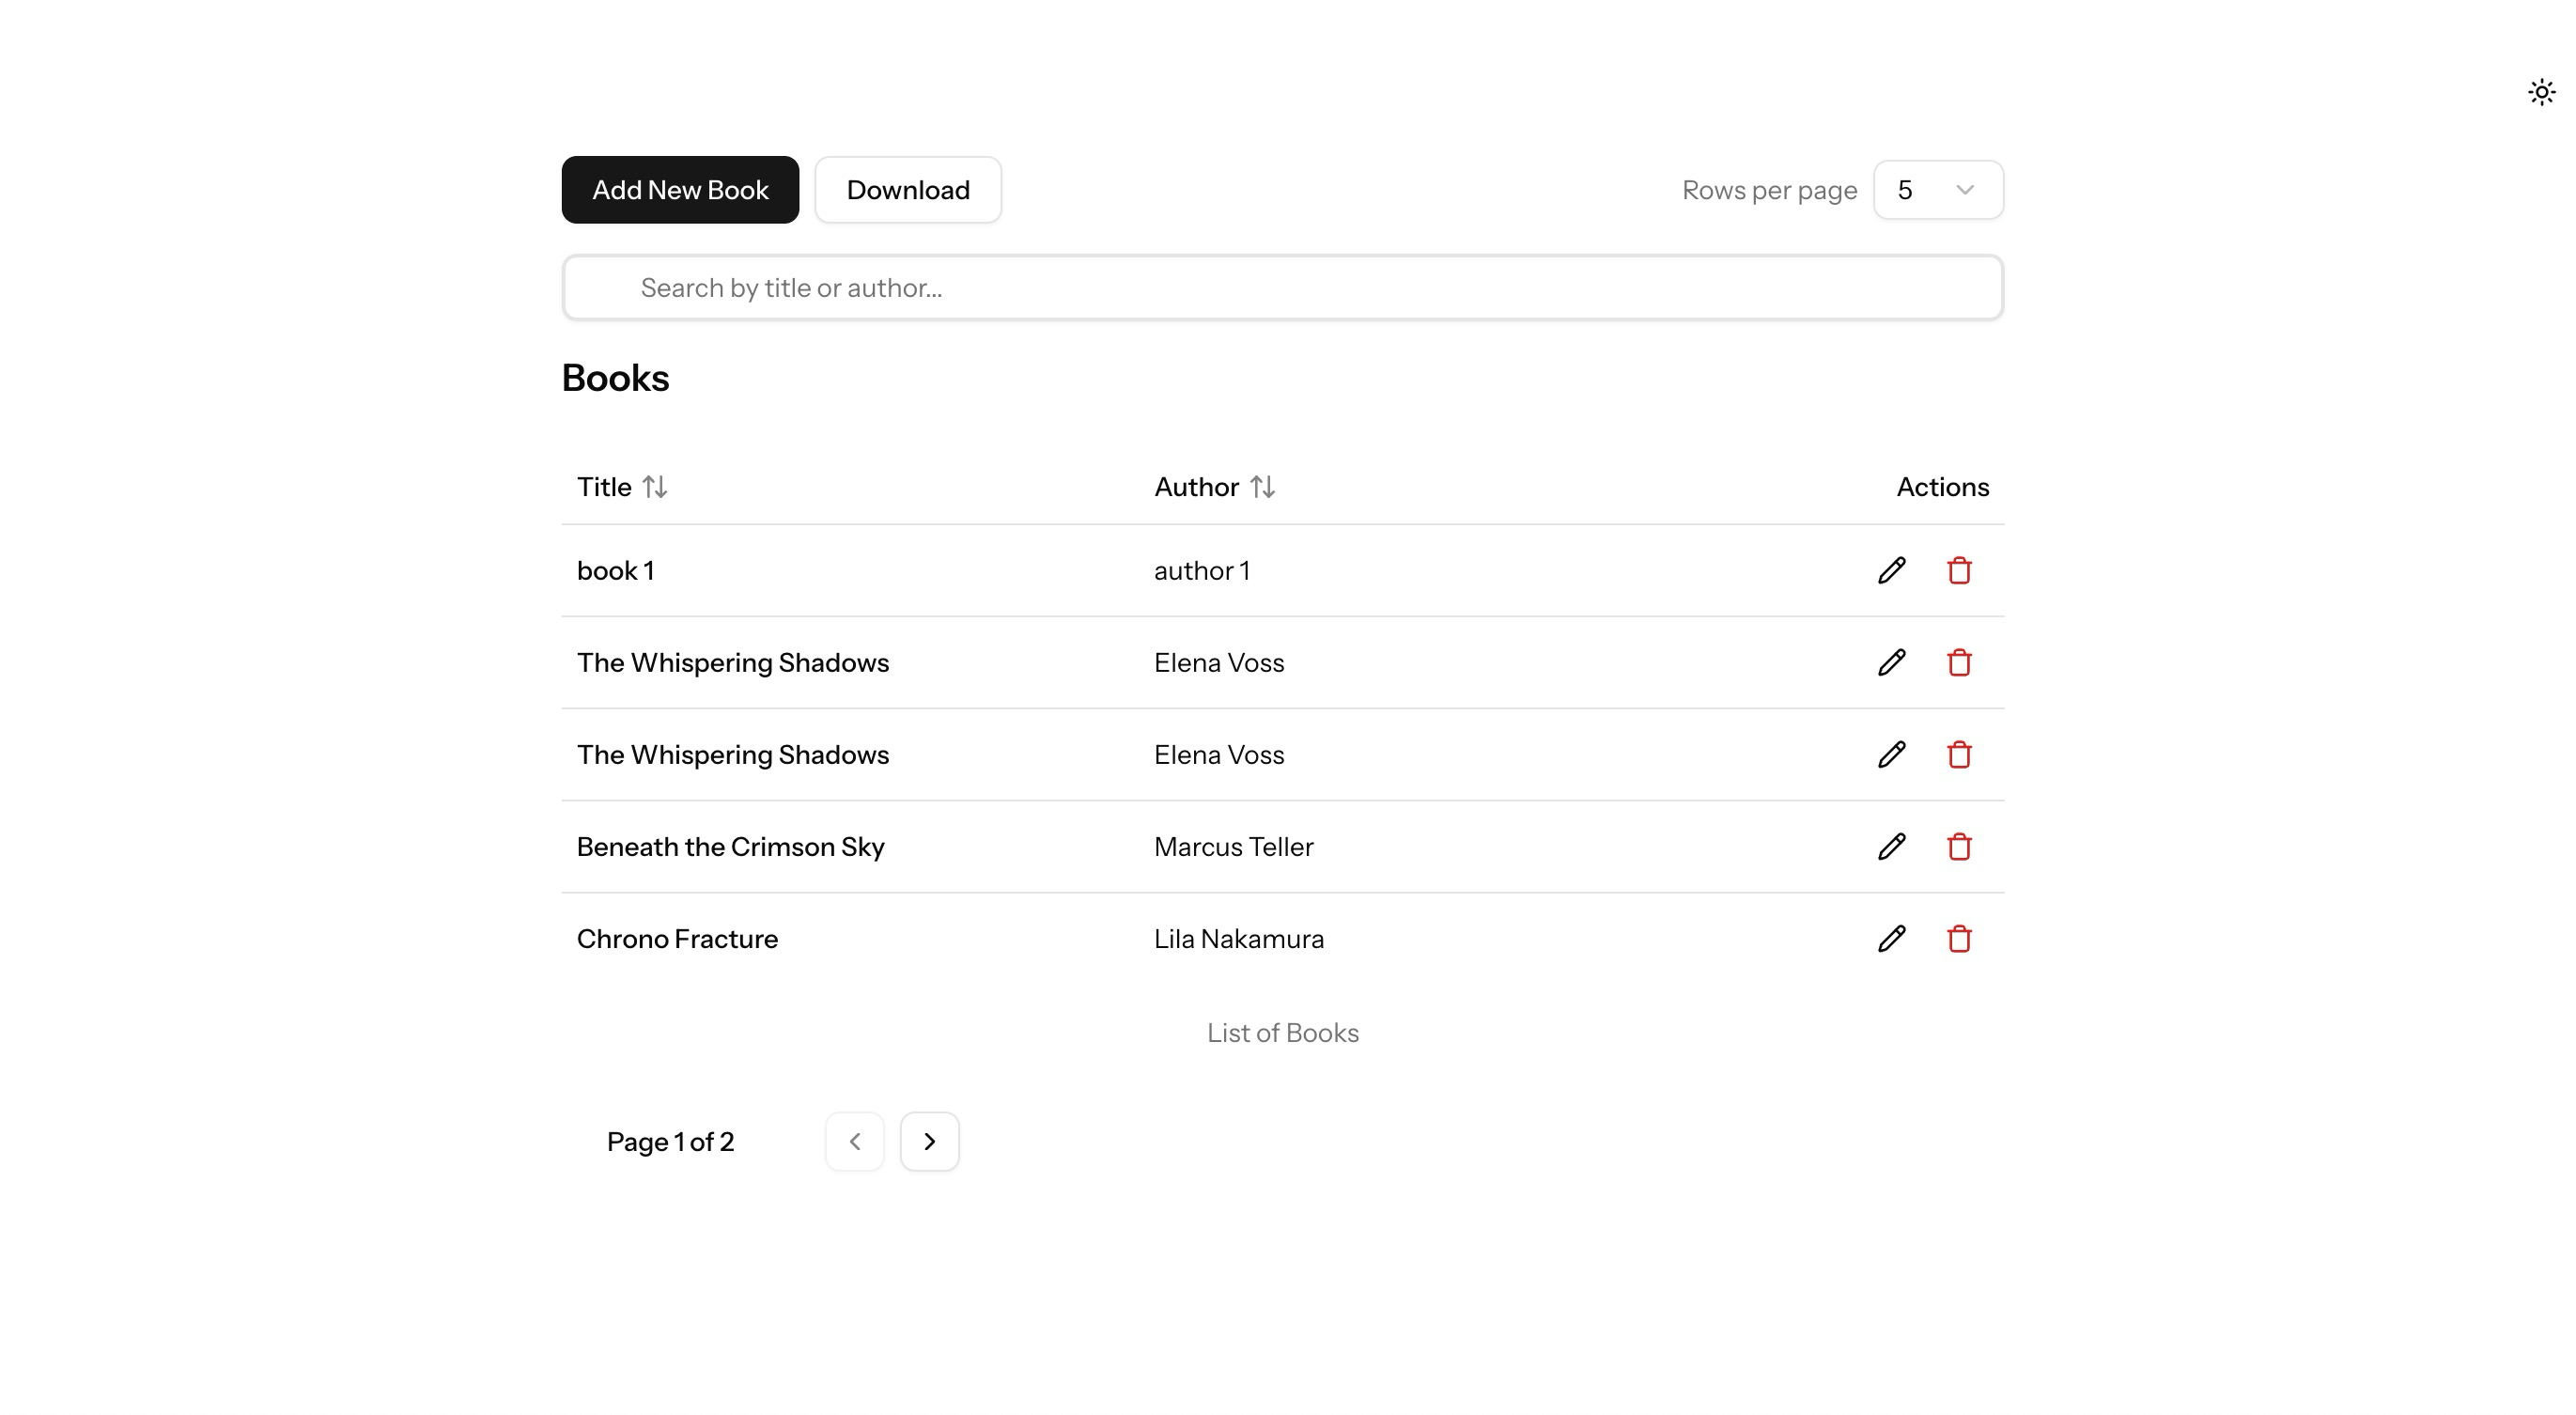 Add New Book Download Rows per page 5
Search by title or author...
Books
Title Author Actions
book 1 author 1
The Whispering Shadows Elena Voss
The Whispering Shadows Elena Voss
Beneath the Crimson Sky Marcus Teller
Chrono Fracture Lila Nakamura
List of Books
Page 1 of 2